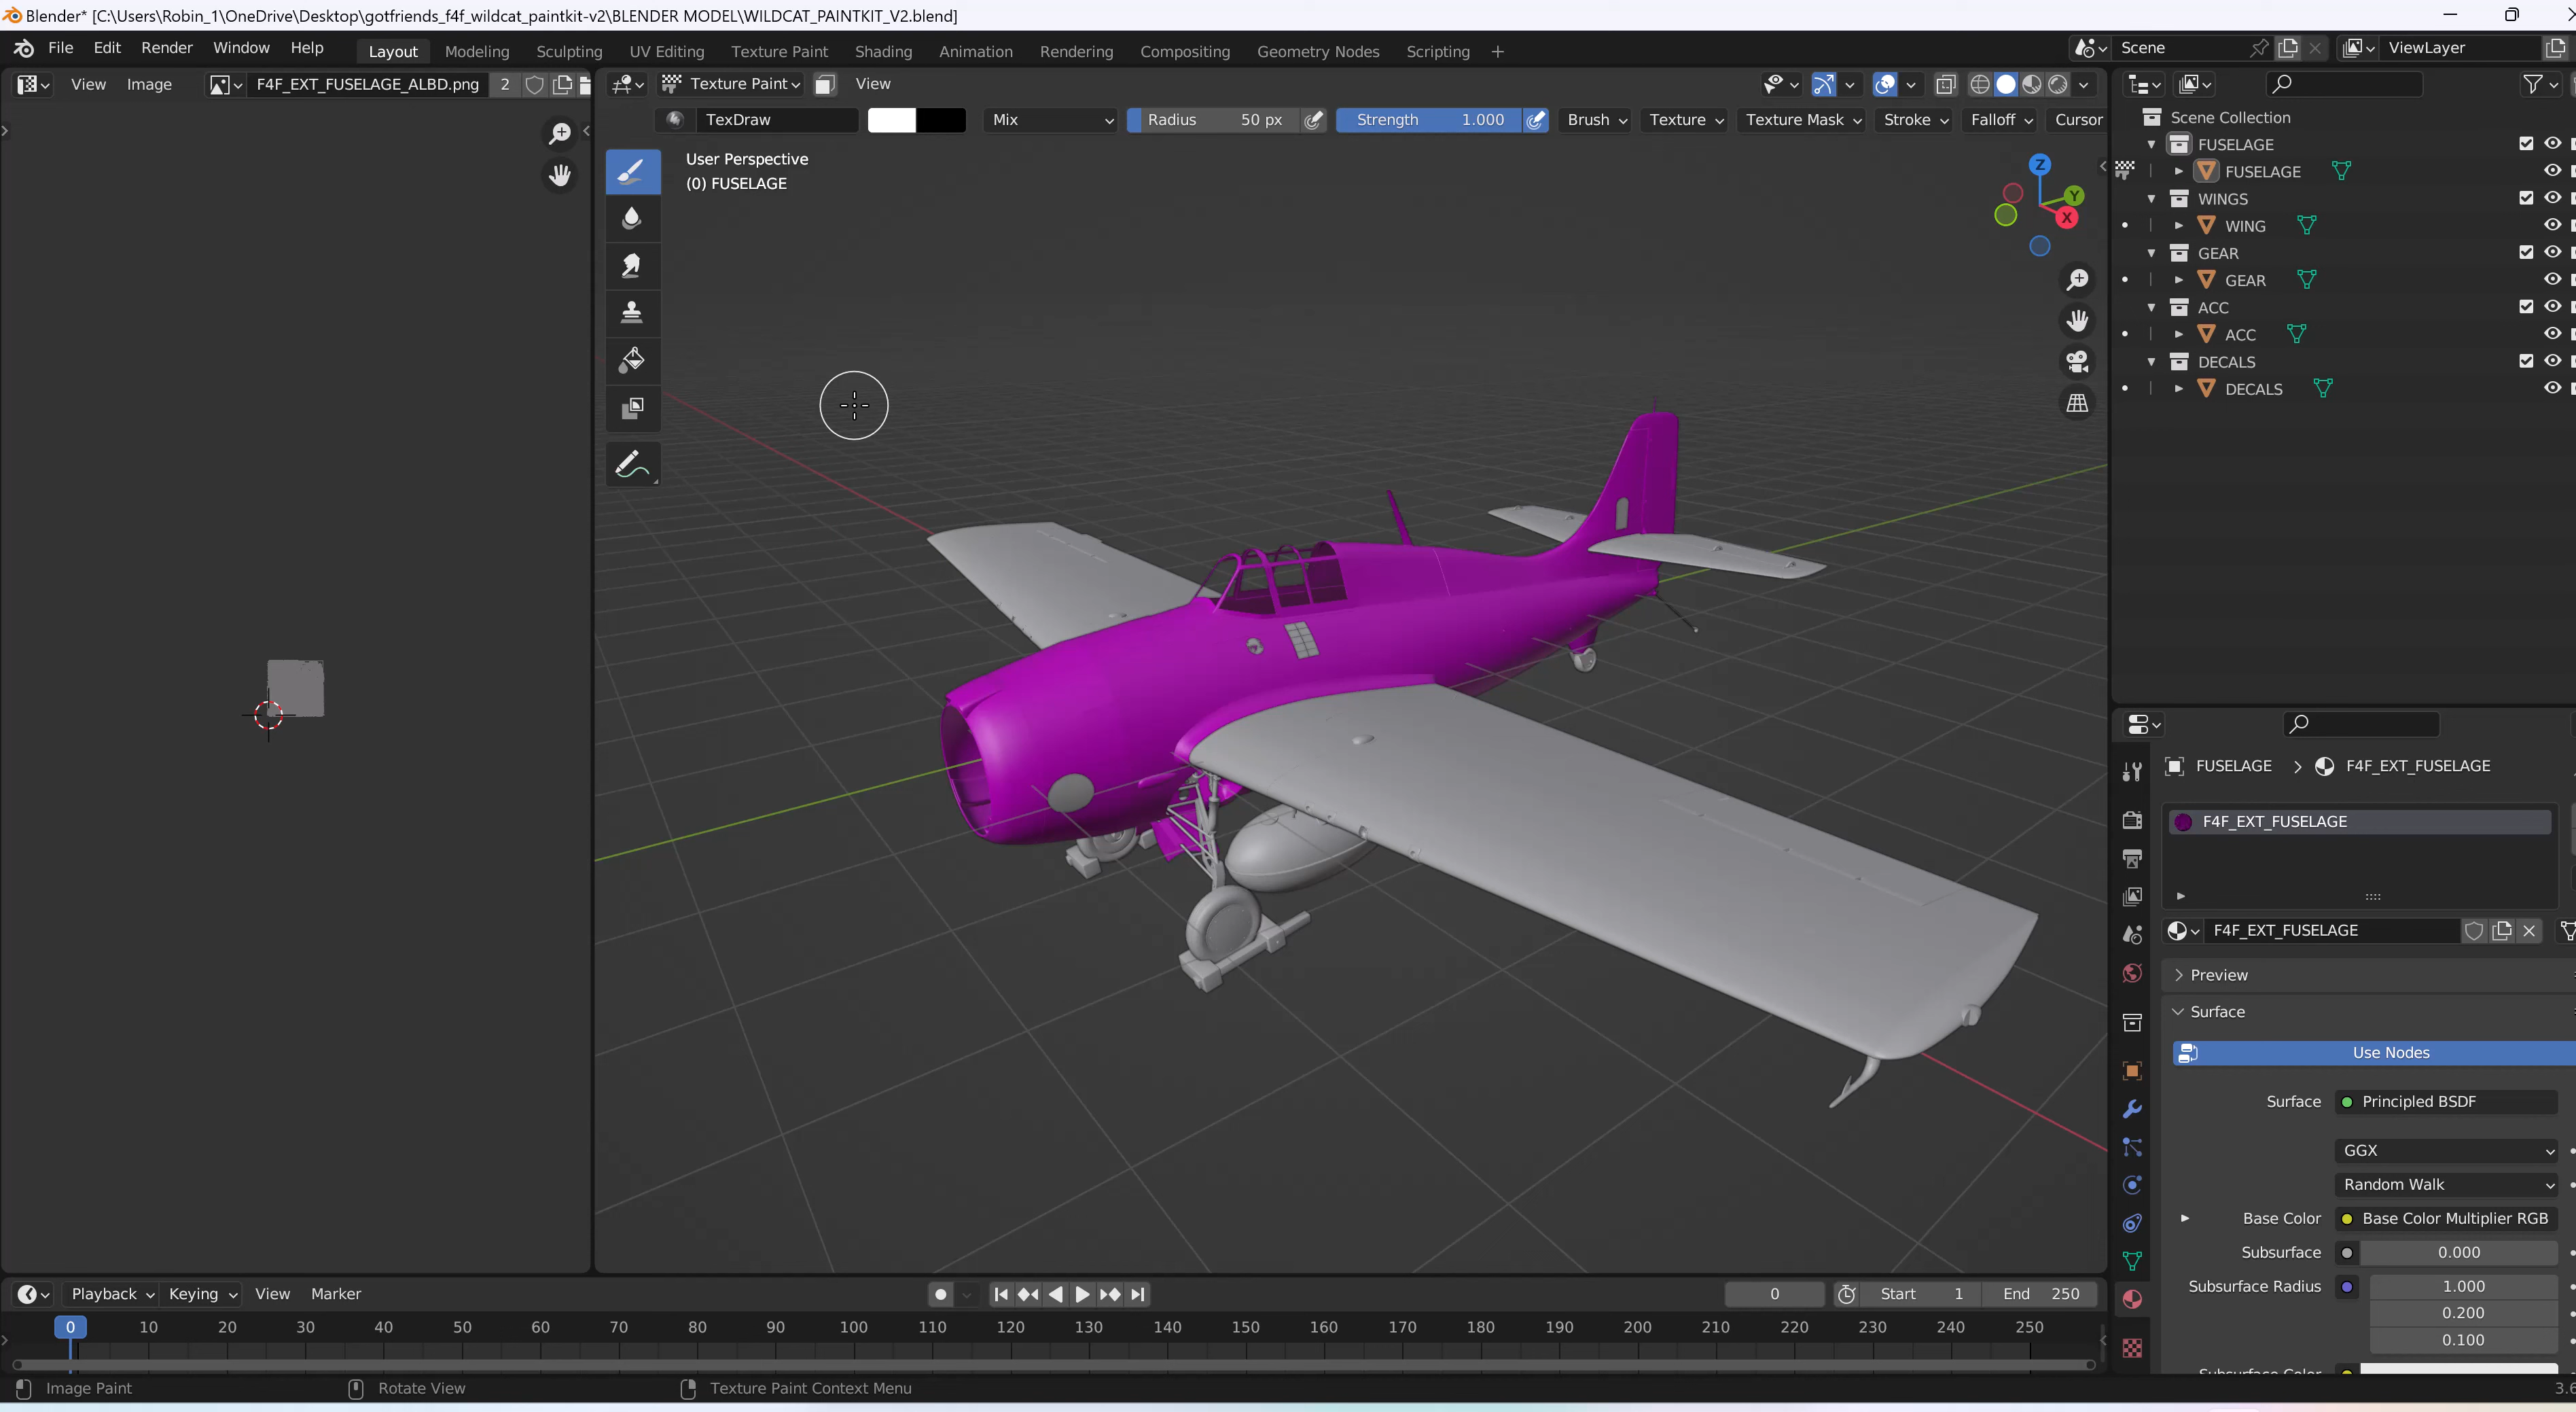 Blender* [C:\Users\Robin_1\OneDrive\Desktop\gotfriends_f4f_wildcat_paintkit-v2\BLENDER MODEL\WILDCAT_PAINTKIT_V2.blend]
File Edit Render Window Help Layout Modeling Sculpting UV Editing Texture Paint Shading Animation Rendering Compositing Geometry Nodes Scripting + Scene ViewLayer
View Image F4F_EXT_FUSELAGE_ALBD.png 2 Texture Paint View
TexDraw Mix Radius 50 px Strength 1.000 Brush Texture Texture Mask Stroke Falloff Cursor
User Perspective
(0) FUSELAGE
Z
Y
X
Scene Collection
FUSELAGE
FUSELAGE
WINGS
WING
GEAR
GEAR
ACC
ACC
DECALS
DECALS
FUSELAGE > F4F_EXT_FUSELAGE
F4F_EXT_FUSELAGE
F4F_EXT_FUSELAGE
Preview
Surface
Use Nodes
Surface Principled BSDF
GGX
Random Walk
Base Color Base Color Multiplier RGB
Subsurface 0.000
Subsurface Radius 1.000
0.200
0.100
Subsurface Color
Playback Keying View Marker 0 Start 1 End 250
0 10 20 30 40 50 60 70 80 90 100 110 120 130 140 150 160 170 180 190 200 210 220 230 240 250
Image Paint Rotate View Texture Paint Context Menu 3.6